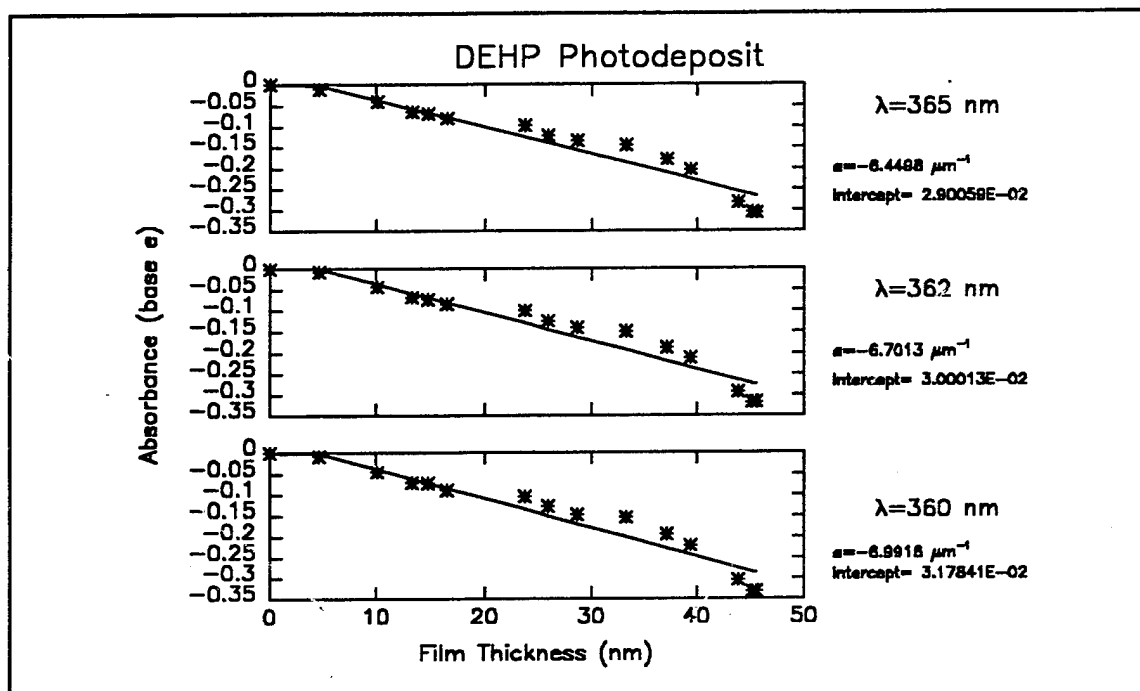 DEHP Photodeposit
0
-0.05
-0.1
-0.15
-0.2
-0.25
-0.3
-0.35
λ=365 nm
a=-6.4498 μm⁻¹
Intercept= 2.90059E-02
0
-0.05
-0.1
-0.15
-0.2
-0.25
-0.3
-0.35
λ=362 nm
a=-6.7013 μm⁻¹
Intercept= 3.00013E-02
0
-0.05
-0.1
-0.15
-0.2
-0.25
-0.3
-0.35
λ=360 nm
a=-6.9918 μm⁻¹
Intercept= 3.17841E-02
0 10 20 30 40 50
Film Thickness (nm)
Absorbance (base e)